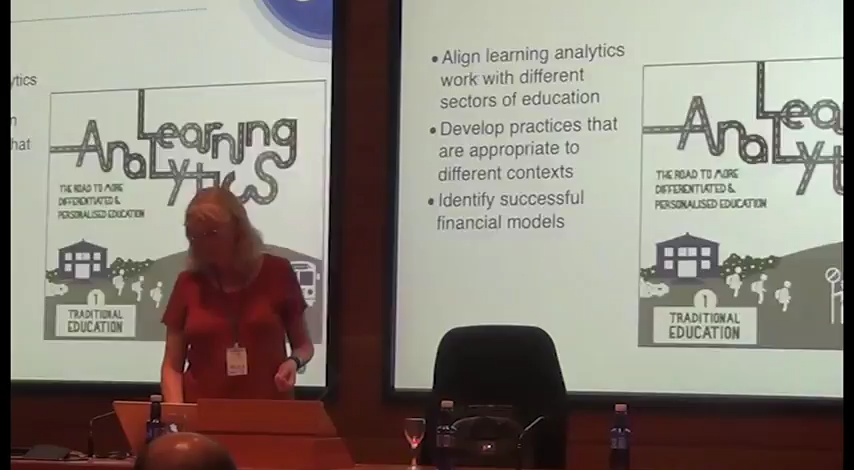 ytics
n
hat
Learning
Analytics
THE ROAD TO MORE
DIFFERENTIATED &
PERSONALISED EDUCATION
1
TRADITIONAL
EDUCATION
• Align learning analytics
work with different
sectors of education
• Develop practices that
are appropriate to
different contexts
• Identify successful
financial models
Lea
Analyt
THE ROAD TO MORE
DIFFERENTIATED &
PERSONALISED EDUCATION
1
TRADITIONAL
EDUCATION